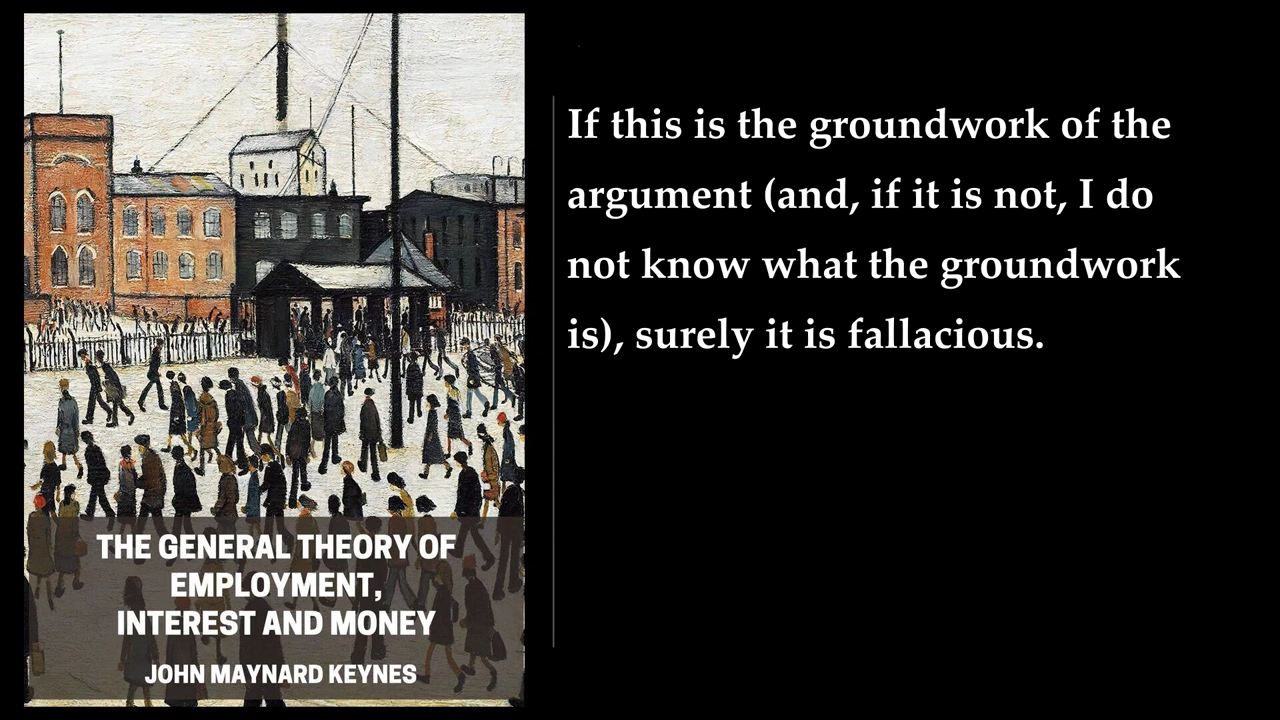 If this is the groundwork of the
argument (and, if it is not, I do
not know what the groundwork
is), surely it is fallacious.
THE GENERAL THEORY OF
EMPLOYMENT,
INTEREST AND MONEY
JOHN MAYNARD KEYNES